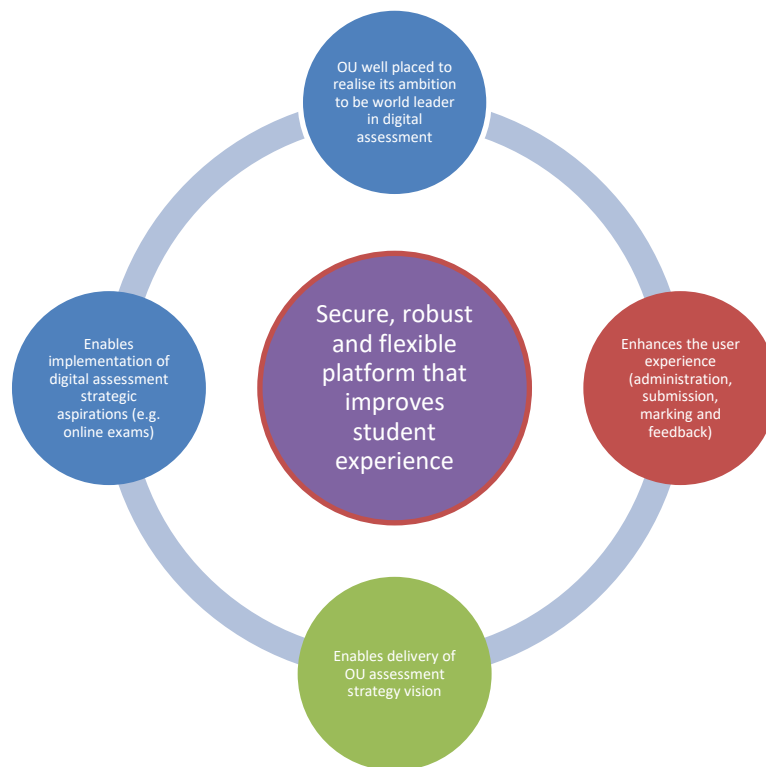 OU well placed to
realise its ambition
to be world leader
in digital
assessment
Secure, robust
and flexible
platform that
improves
student
experience
Enables
implementation of
digital assessment
strategic
aspirations (e.g.
online exams)
Enhances the user
experience
(administration,
submission,
marking and
feedback)
Enables delivery of
OU assessment
strategy vision